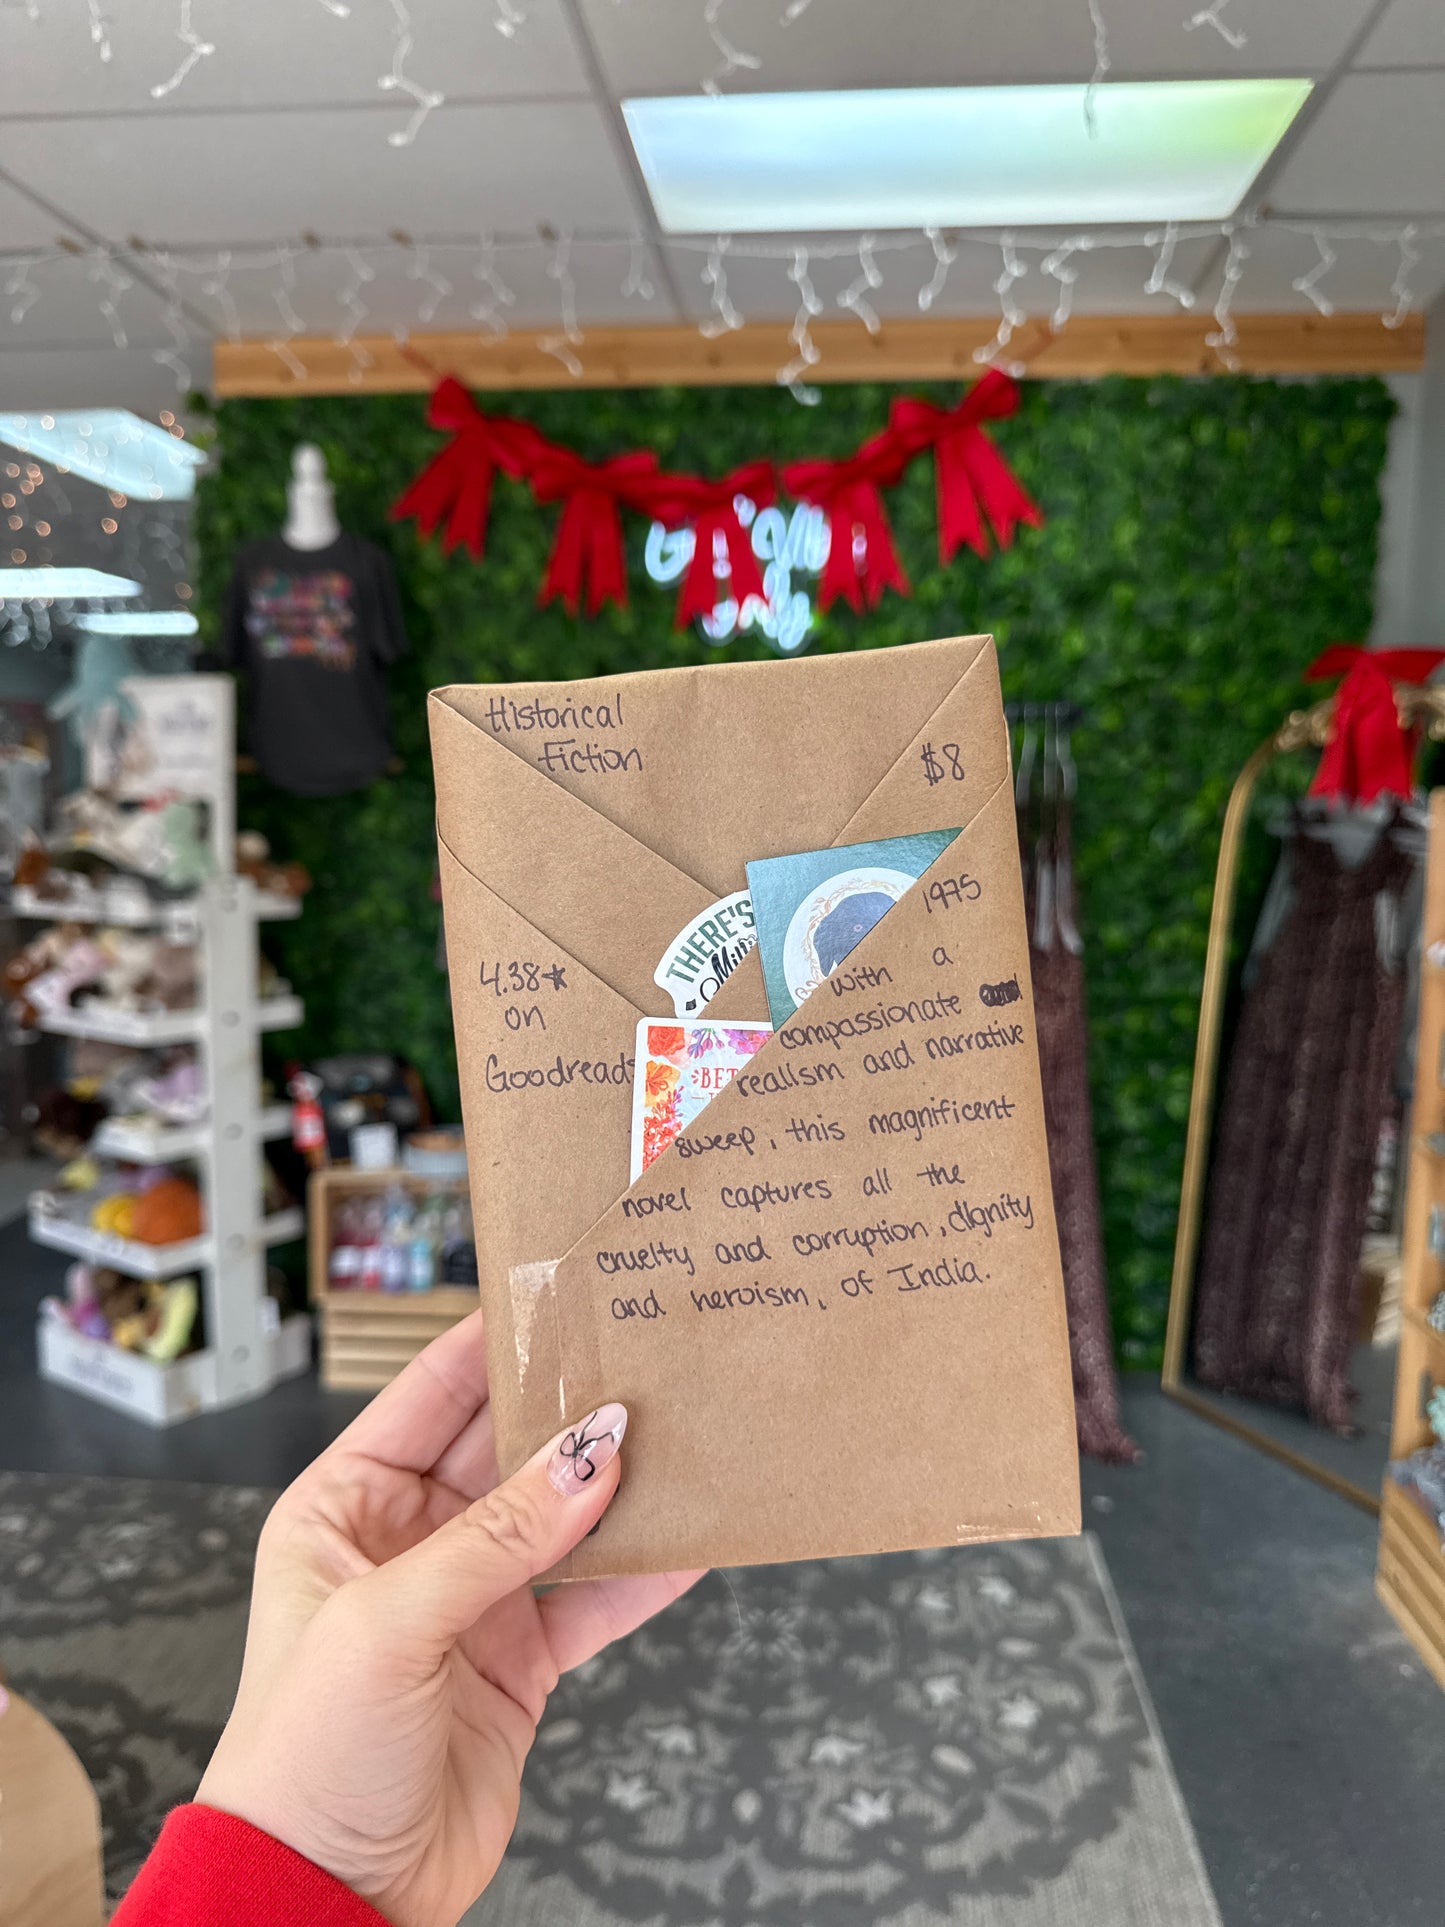 Historical
Fiction
$8
1975
4.38★
on
Goodreads
THERE'S
BET
with a
compassionate
realism and narrative
sweep, this magnificent
novel captures all the
cruelty and corruption, dignity
and heroism, of India.